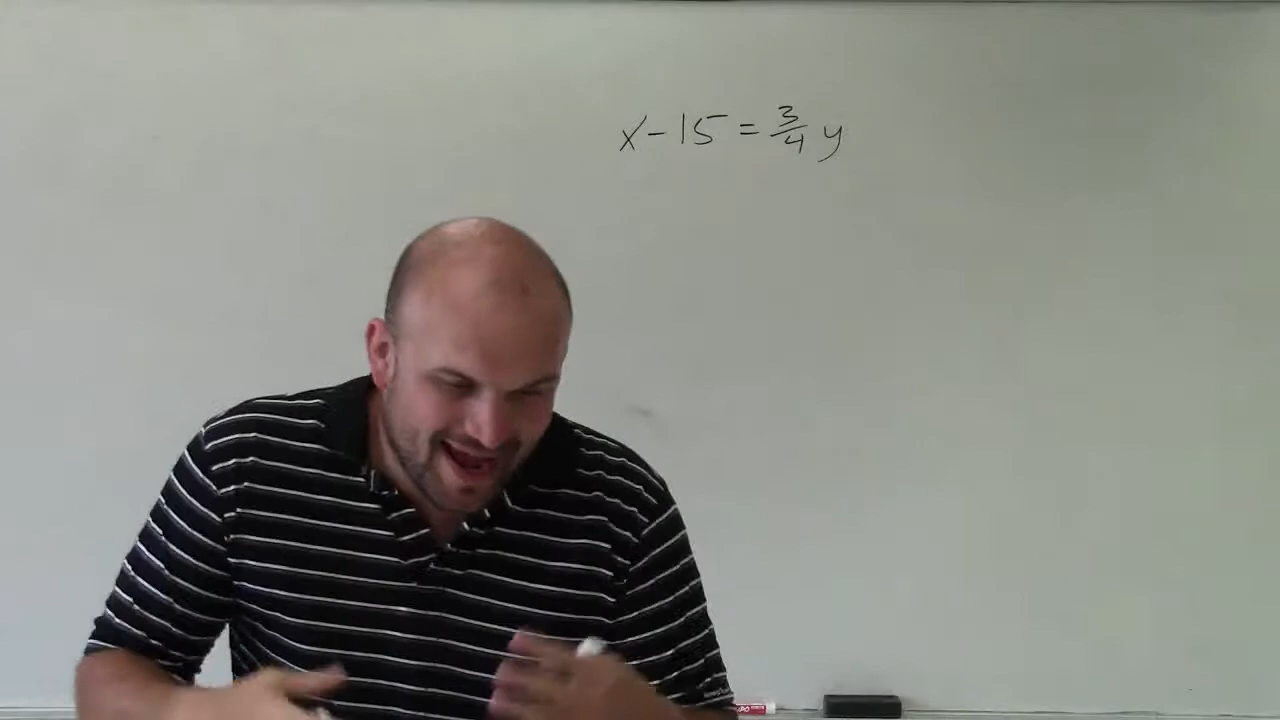 x - 15 = 3/4 y